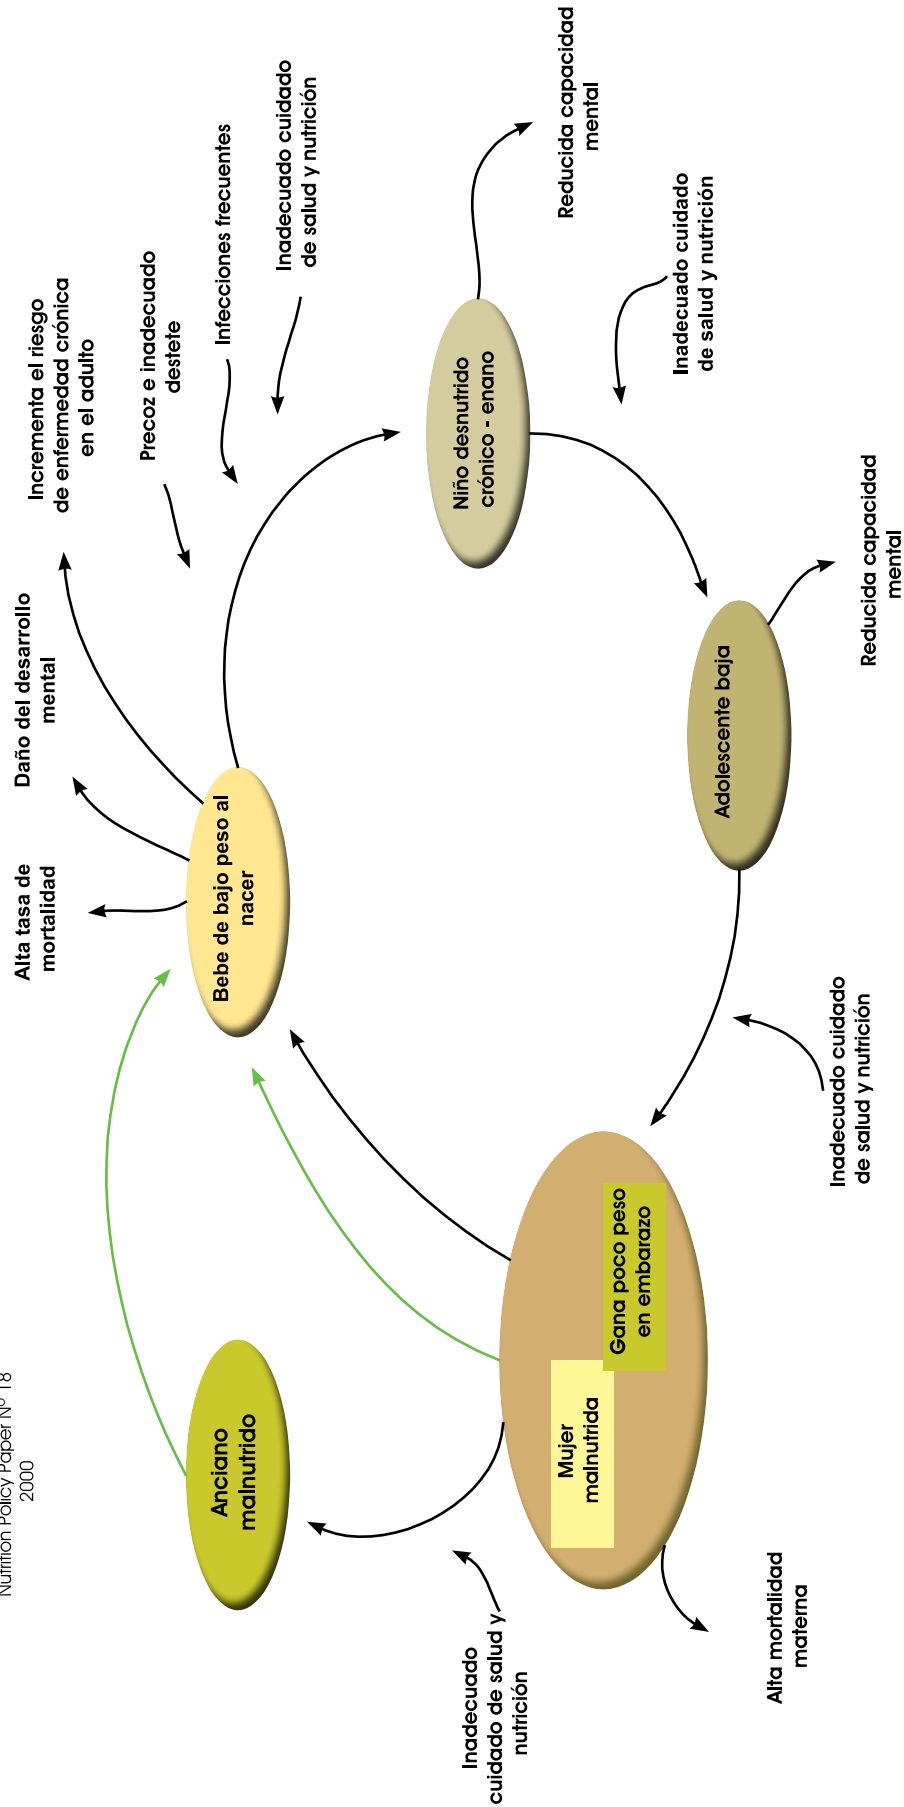 Nutrition Policy Paper Nº 18
2000
Alta tasa de
mortalidad
Daño del desarrollo
mental
Incrementa el riesgo
de enfermedad crónica
en el adulto
Precoz e inadecuado
destete
Infecciones frecuentes
Inadecuado cuidado
de salud y nutrición
Bebe de bajo peso al
nacer
Anciano
malnutrido
Niño desnutrido
crónico - enano
Reducida capacidad
mental
Inadecuado cuidado
de salud y nutrición
Adolescente baja
Reducida capacidad
mental
Inadecuado cuidado
de salud y nutrición
Mujer
malnutrida
Gana poco peso
en embarazo
Inadecuado
cuidado de salud y
nutrición
Alta mortalidad
materna